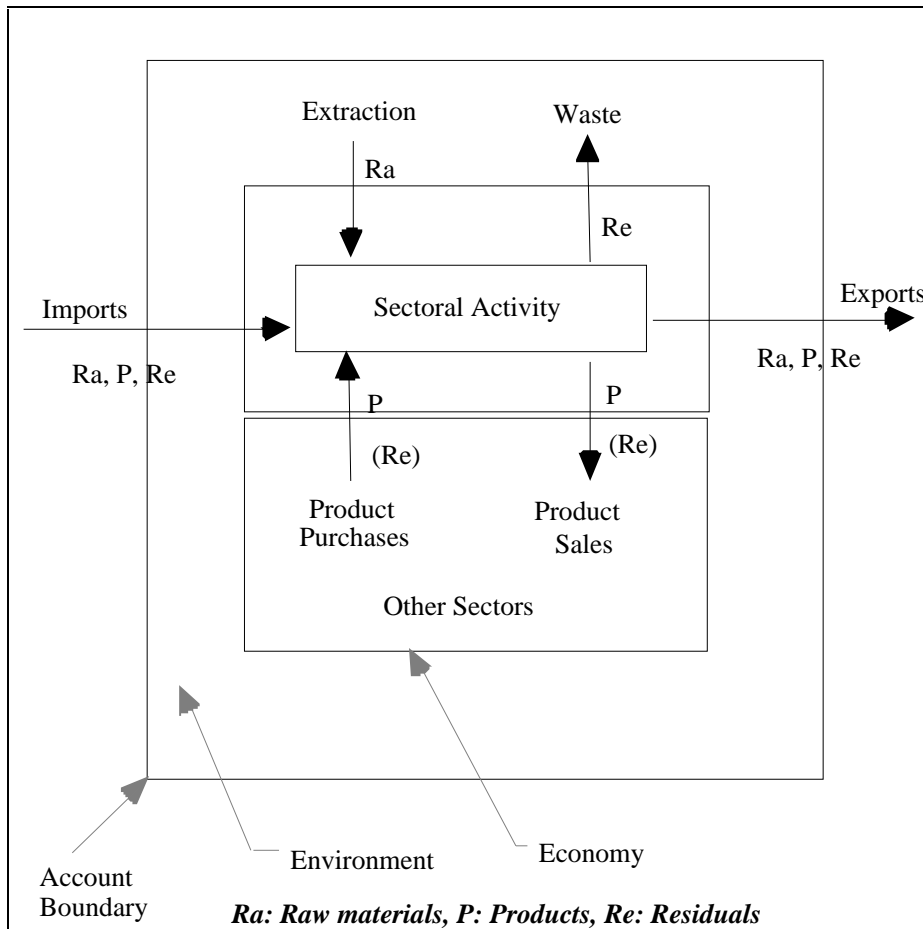 Extraction
Waste
Ra
Re
Imports
Sectoral Activity
Exports
Ra, P, Re
Ra, P, Re
P
P
(Re)
(Re)
Product
Purchases
Product
Sales
Other Sectors
Environment
Economy
Account
Boundary
Ra: Raw materials, P: Products, Re: Residuals